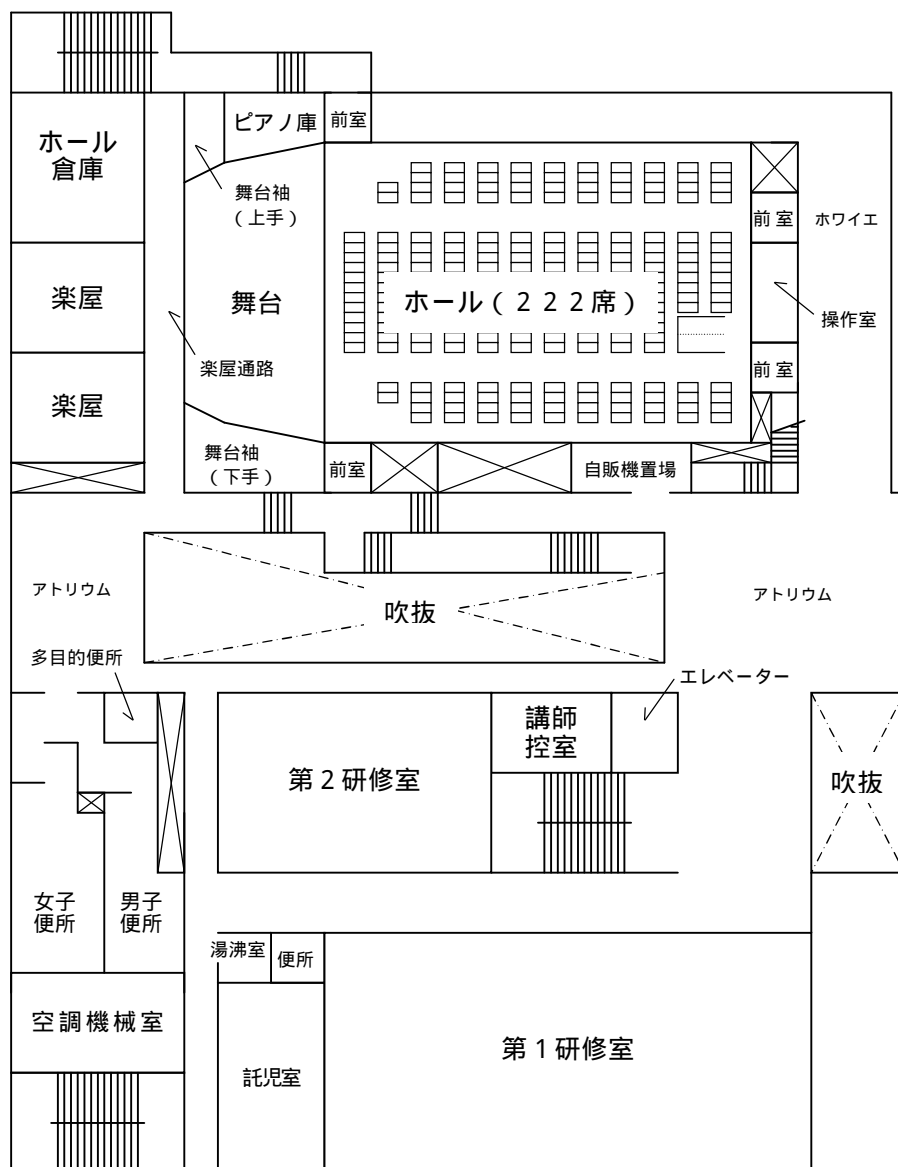 ピアノ庫
前室
ホール
倉庫
舞台袖
(上手)
前室
ホワイエ
楽屋
舞台
ホール(222席)
操作室
楽屋通路
前室
楽屋
舞台袖
(下手)
前室
自販機置場
アトリウム
吹抜
アトリウム
多目的便所
エレベーター
講師
控室
第2研修室
吹抜
女子
便所
男子
便所
湯沸室
便所
空調機械室
第1研修室
託児室